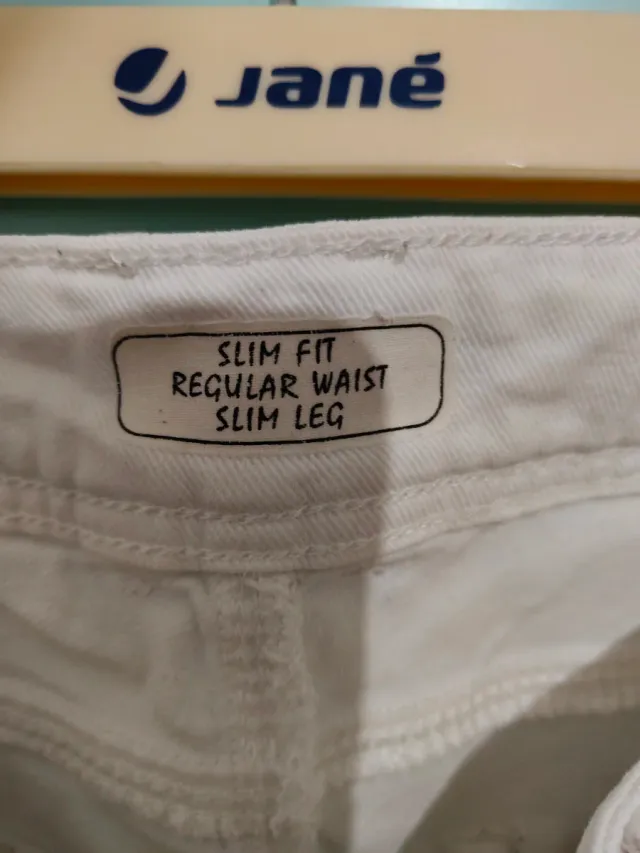 Jané
SLIM FIT
REGULAR WAIST
SLIM LEG